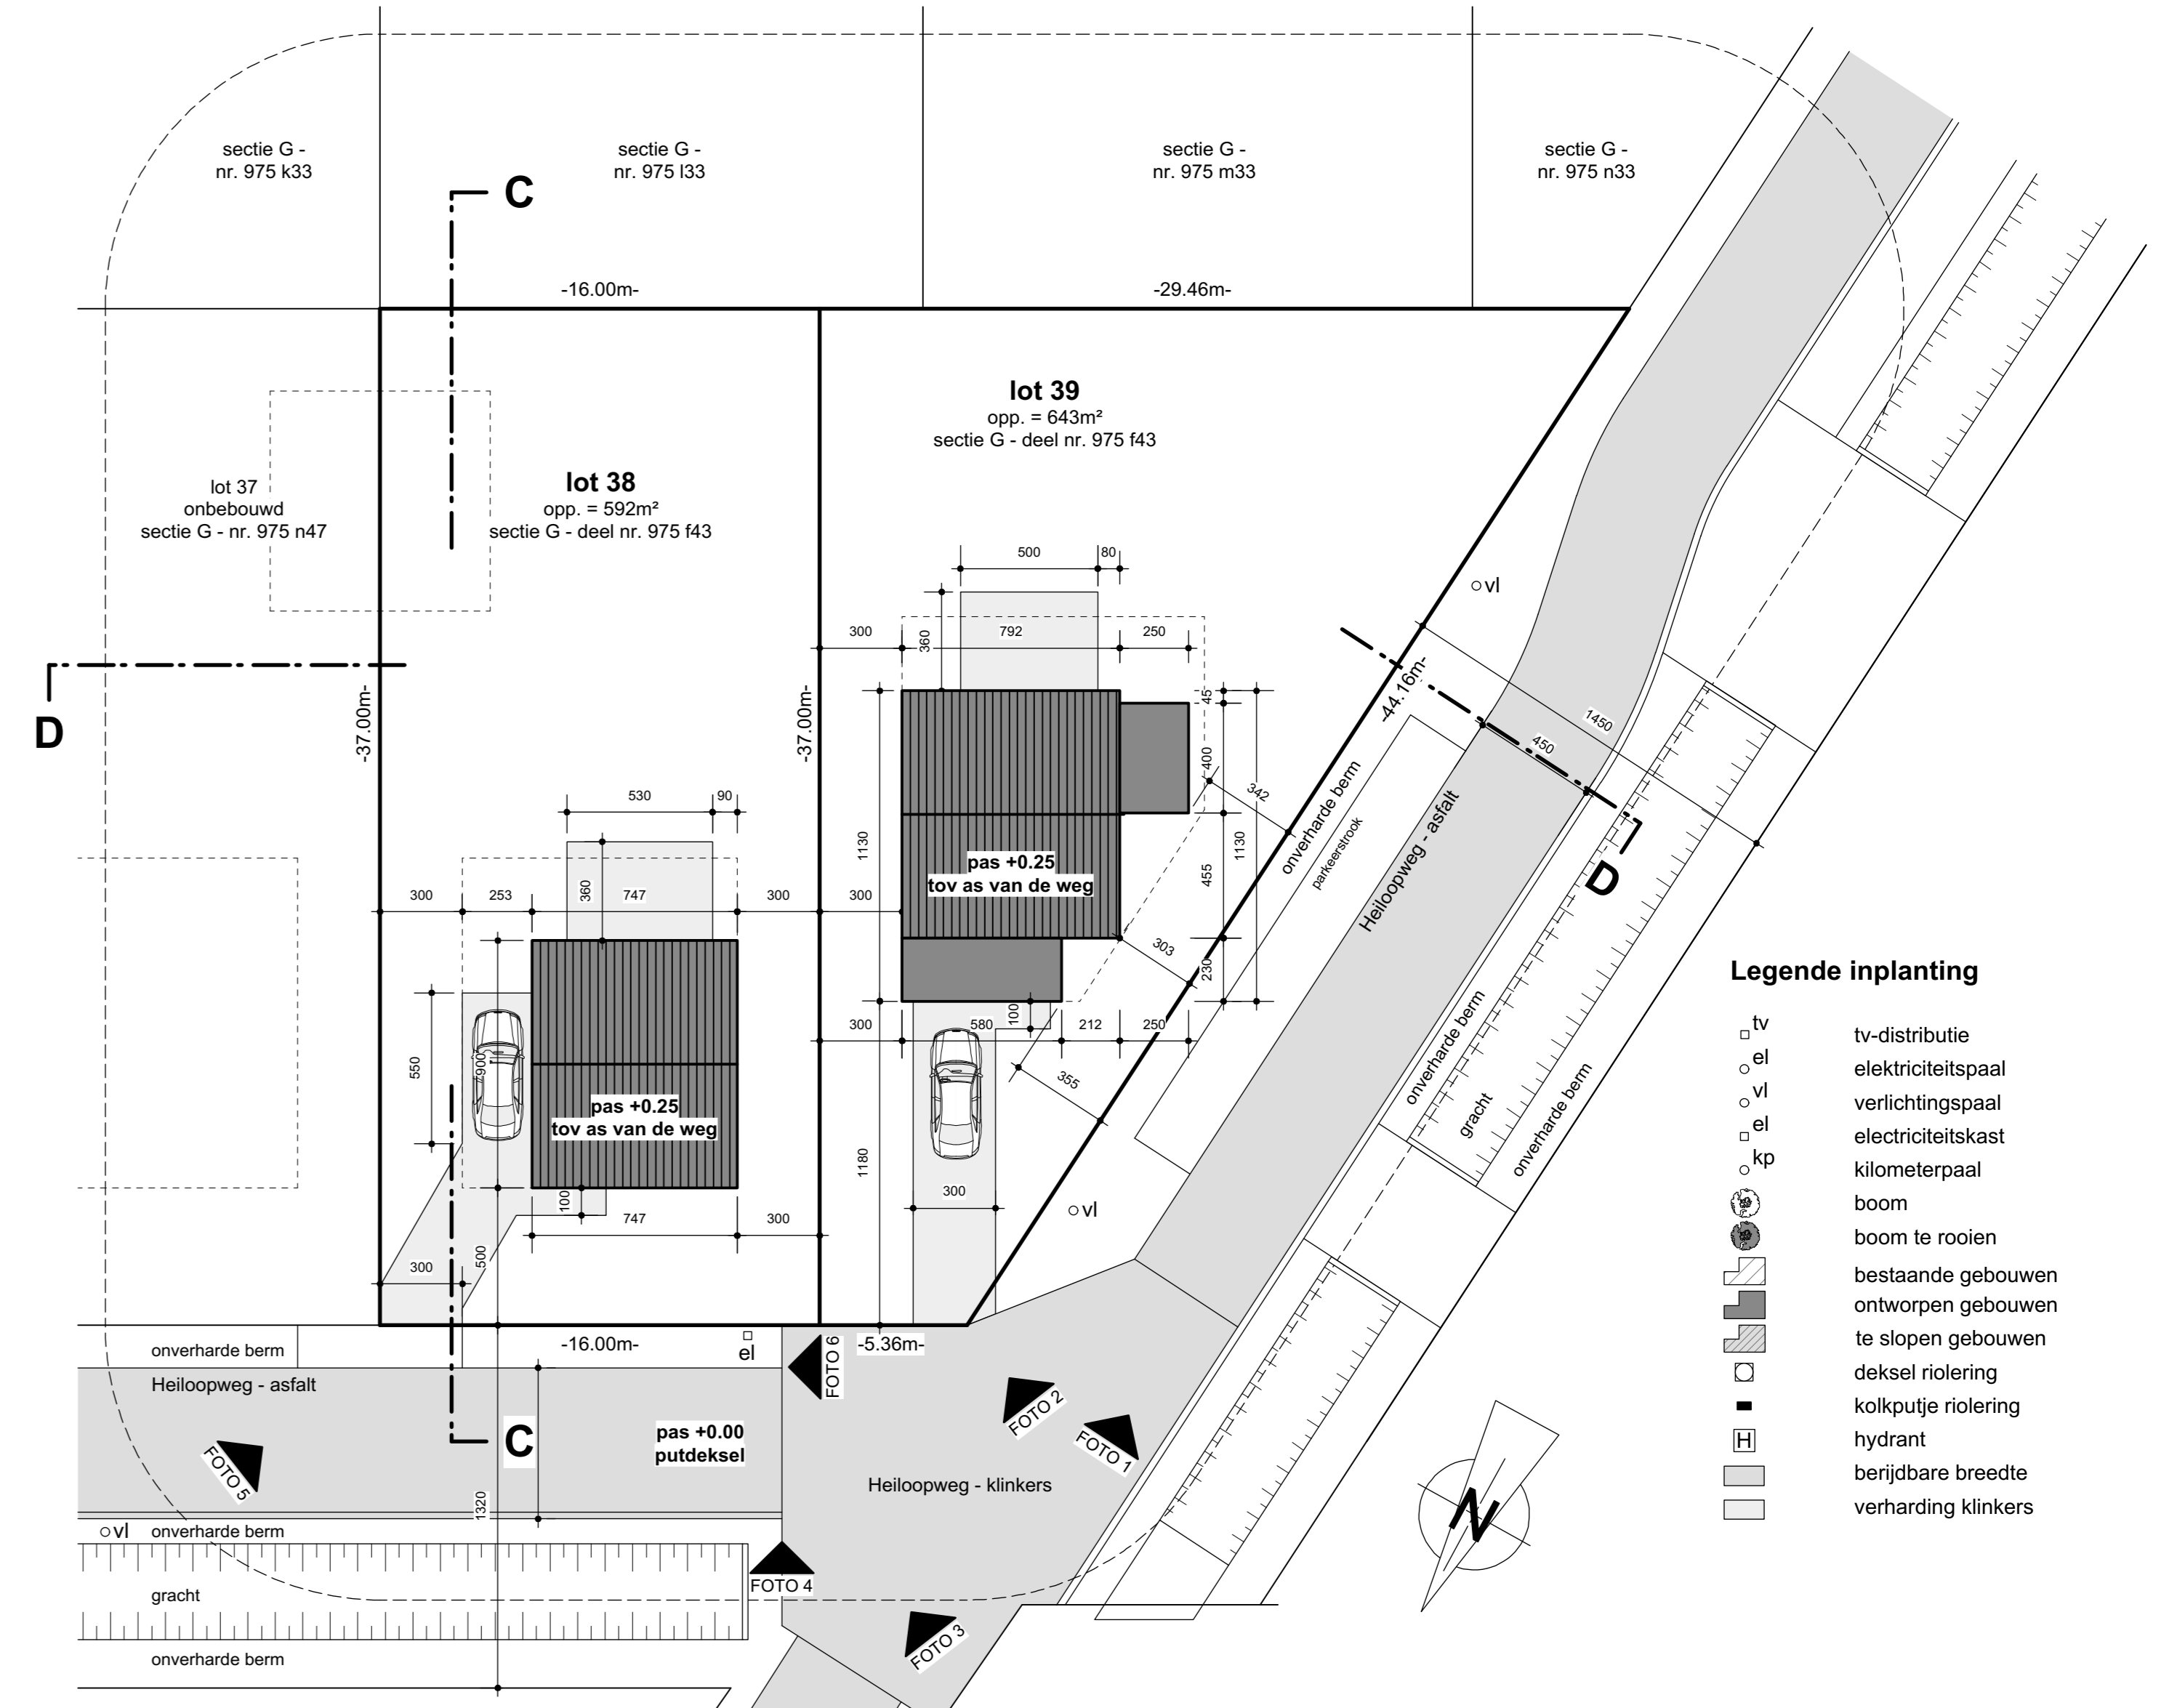 sectie G -
nr. 975 k33
sectie G -
nr. 975 l33
sectie G -
nr. 975 m33
sectie G -
nr. 975 n33
C
-16.00m-
-29.46m-
lot 39
opp. = 643m²
sectie G - deel nr. 975 f43
lot 38
opp. = 592m²
sectie G - deel nr. 975 f43
lot 37
onbebouwd
sectie G - nr. 975 n47
D
-37.00m-
-37.00m-
-44.16m-
vl
500
80
300
792
250
360
45
400
342
1130
1130
455
230
303
pas +0.25
tov as van de weg
530
90
360
300
253
747
300
300
550
900
pas +0.25
tov as van de weg
100
747
300
300
500
300
580
212
250
100
355
1180
300
vl
1450
450
D
onverharde berm
parkeerstrook
Heiloopweg - asfalt
onverharde berm
gracht
onverharde berm
-16.00m-
el
-5.36m-
onverharde berm
Heiloopweg - asfalt
C
pas +0.00
putdeksel
1320
vl
onverharde berm
gracht
onverharde berm
FOTO 6
FOTO 2
FOTO 1
FOTO 5
FOTO 4
FOTO 3
Heiloopweg - klinkers
N
Legende inplanting
tv tv-distributie
el elektriciteitspaal
vl verlichtingspaal
el electriciteitskast
kp kilometerpaal
boom
boom te rooien
bestaande gebouwen
ontworpen gebouwen
te slopen gebouwen
deksel riolering
kolkputje riolering
H hydrant
berijdbare breedte
verharding klinkers